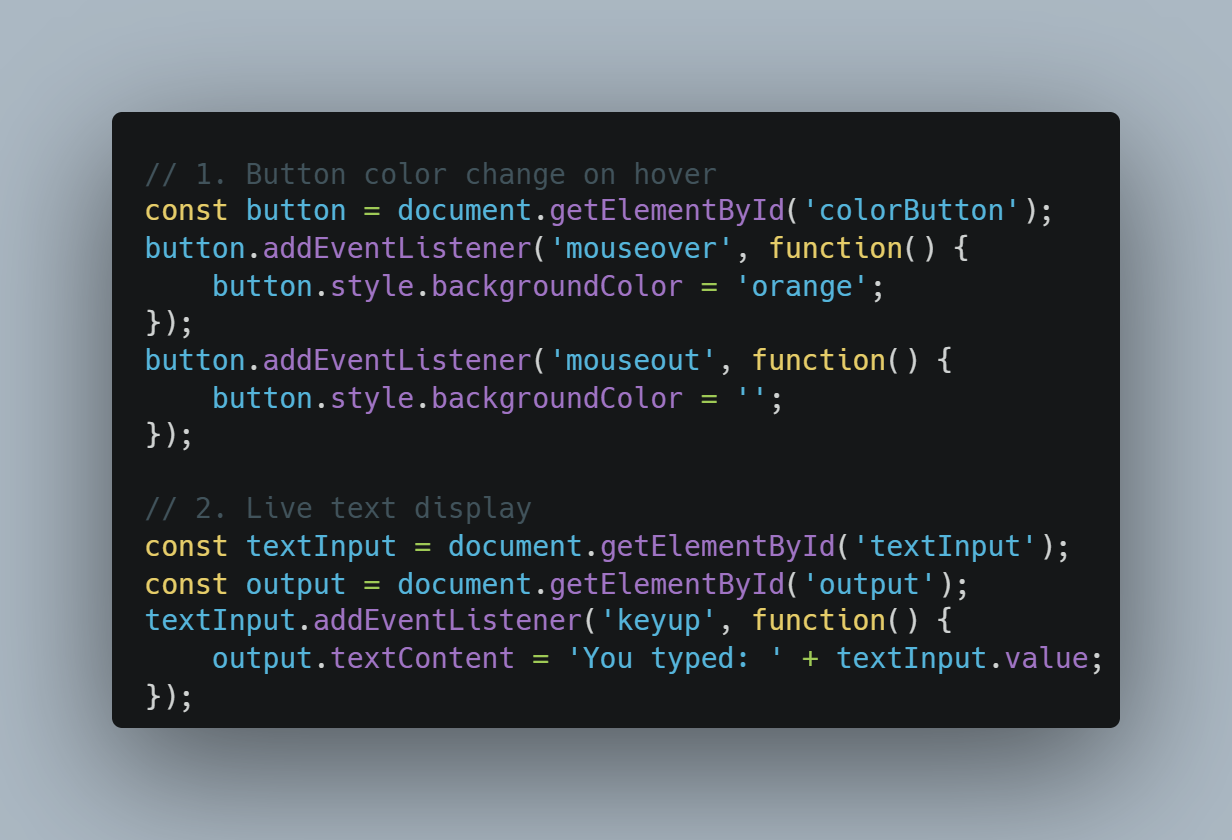 // 1. Button color change on hover
const button = document.getElementById('colorButton');
button.addEventListener('mouseover', function() {
    button.style.backgroundColor = 'orange';
});
button.addEventListener('mouseout', function() {
    button.style.backgroundColor = '';
});

// 2. Live text display
const textInput = document.getElementById('textInput');
const output = document.getElementById('output');
textInput.addEventListener('keyup', function() {
    output.textContent = 'You typed: ' + textInput.value;
});